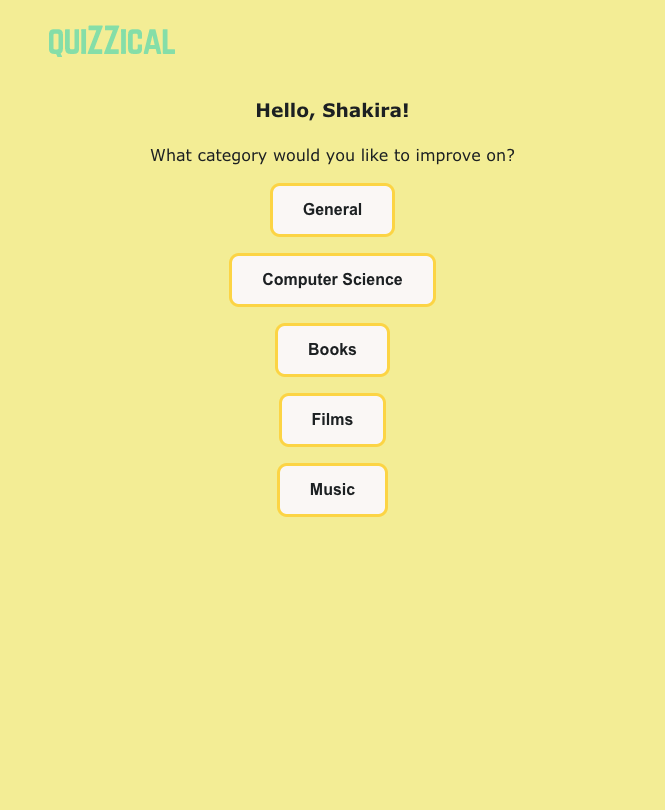 QUIZZICAL
Hello, Shakira!
What category would you like to improve on?
General
Computer Science
Books
Films
Music